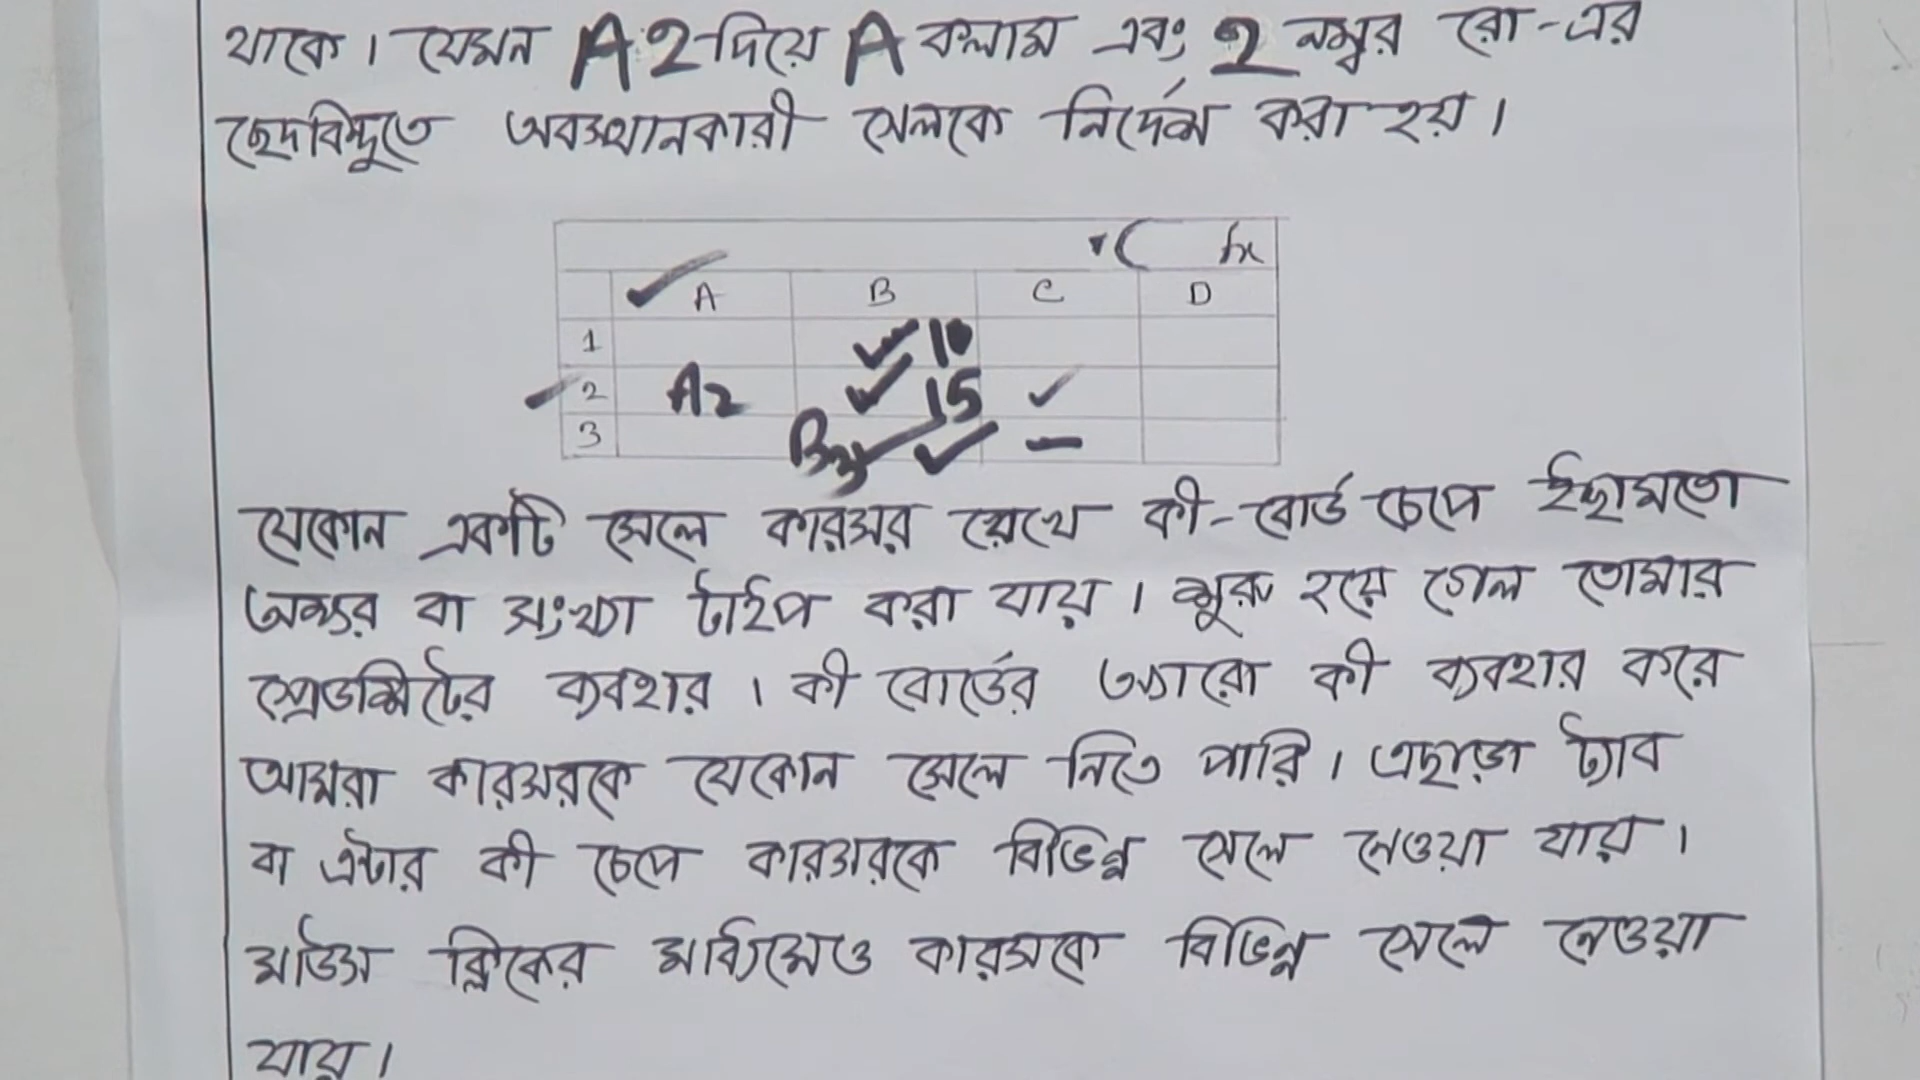 থাকে। যেমন A2 দিয়ে A কলাম এবং 2 নম্বর রো-এর
ছেদবিন্দুতে অবস্থানকারী সেলকে নির্দেশ করা হয়।
fx
A B C D
1 10
2 A2 15
3 B3
যেকোন একটি সেলে কারসর রেখে কী-বোর্ড চেপে ইচ্ছামতো
অক্ষর বা সংখ্যা টাইপ করা যায়। শুরু হয়ে গেল তোমার
স্প্রেডশিটের ব্যবহার। কী বোর্ডের অ্যারো কী ব্যবহার করে
আমরা কারসরকে যেকোন সেলে নিতে পারি। এছাড়া ট্যাব
বা এন্টার কী চেপে কারসরকে বিভিন্ন সেলে নেওয়া যায়।
মাউস ক্লিকের মাধ্যমেও কারসকে বিভিন্ন সেলে নেওয়া
যায়।